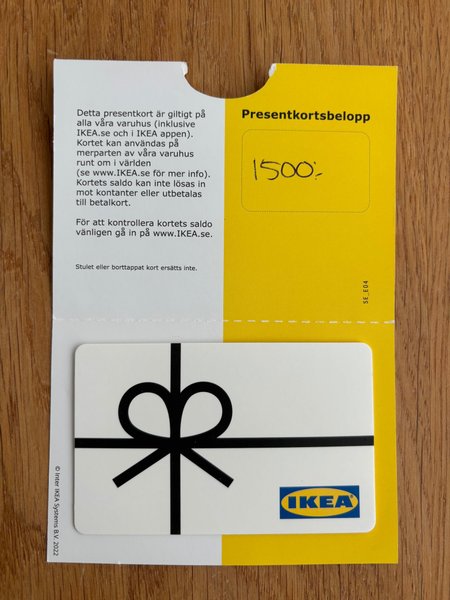 Detta presentkort är giltigt på
alla våra varuhus (inklusive
IKEA.se och i IKEA appen).
Kortet kan användas på
merparten av våra varuhus
runt om i världen
(se www.IKEA.se för mer info).
Kortets saldo kan inte lösas in
mot kontanter eller utbetalas
till betalkort.
För att kontrollera kortets saldo
vänligen gå in på www.IKEA.se.
Stulet eller borttappat kort ersätts inte.
Presentkortsbelopp
1500:-
SE_E04
© Inter IKEA Systems B.V. 2022
IKEA